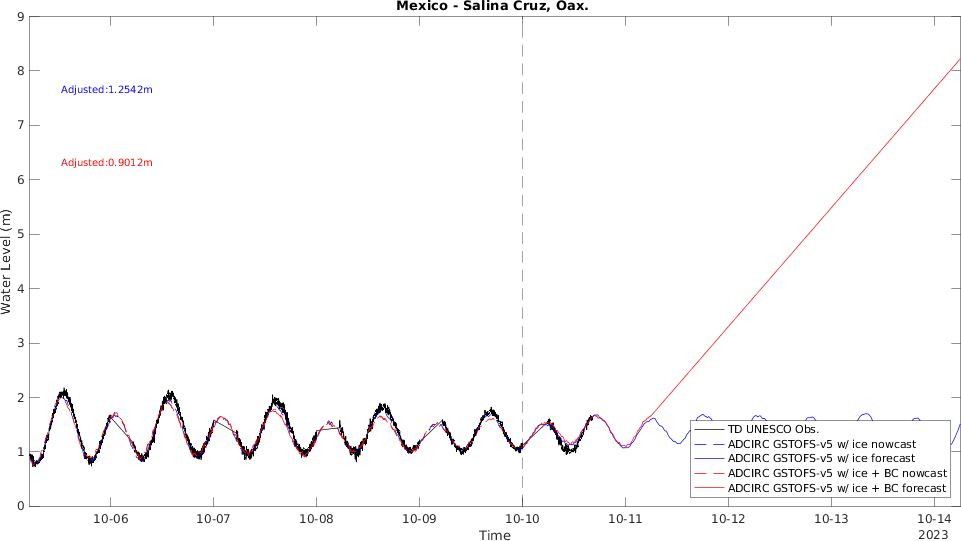 Mexico - Salina Cruz, Oax.
9
8
7
6
5
4
3
2
1
0
Water Level (m)
Adjusted:1.2542m
Adjusted:0.9012m
TD UNESCO Obs.
ADCIRC GSTOFS-v5 w/ ice nowcast
ADCIRC GSTOFS-v5 w/ ice forecast
ADCIRC GSTOFS-v5 w/ ice + BC nowcast
ADCIRC GSTOFS-v5 w/ ice + BC forecast
10-06 10-07 10-08 10-09 10-10 10-11 10-12 10-13 10-14
Time
2023